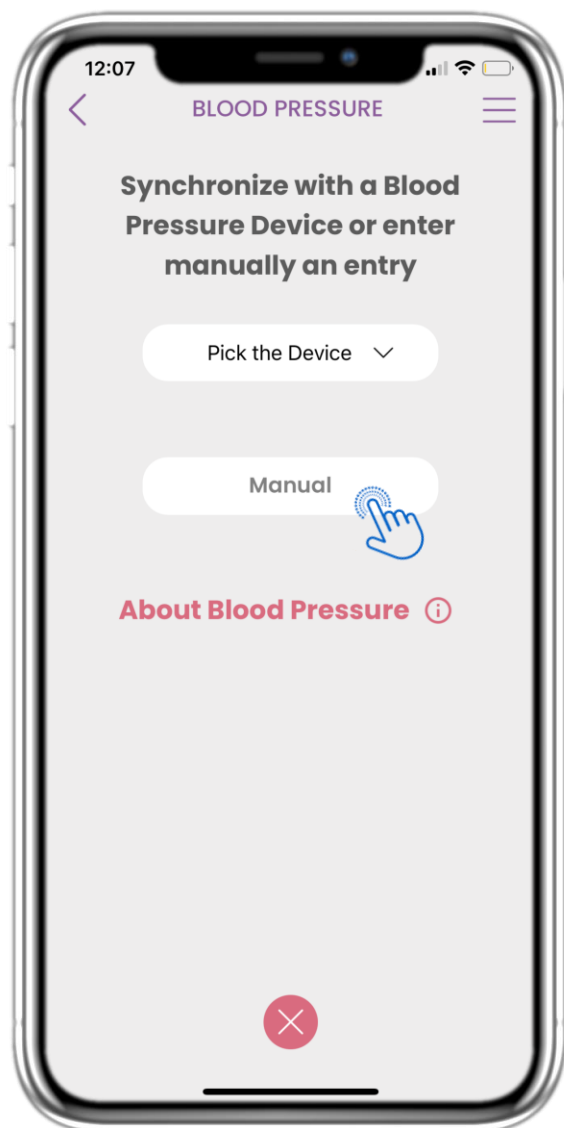 12:07
BLOOD PRESSURE
Synchronize with a Blood
Pressure Device or enter
manually an entry
Pick the Device
Manual
About Blood Pressure